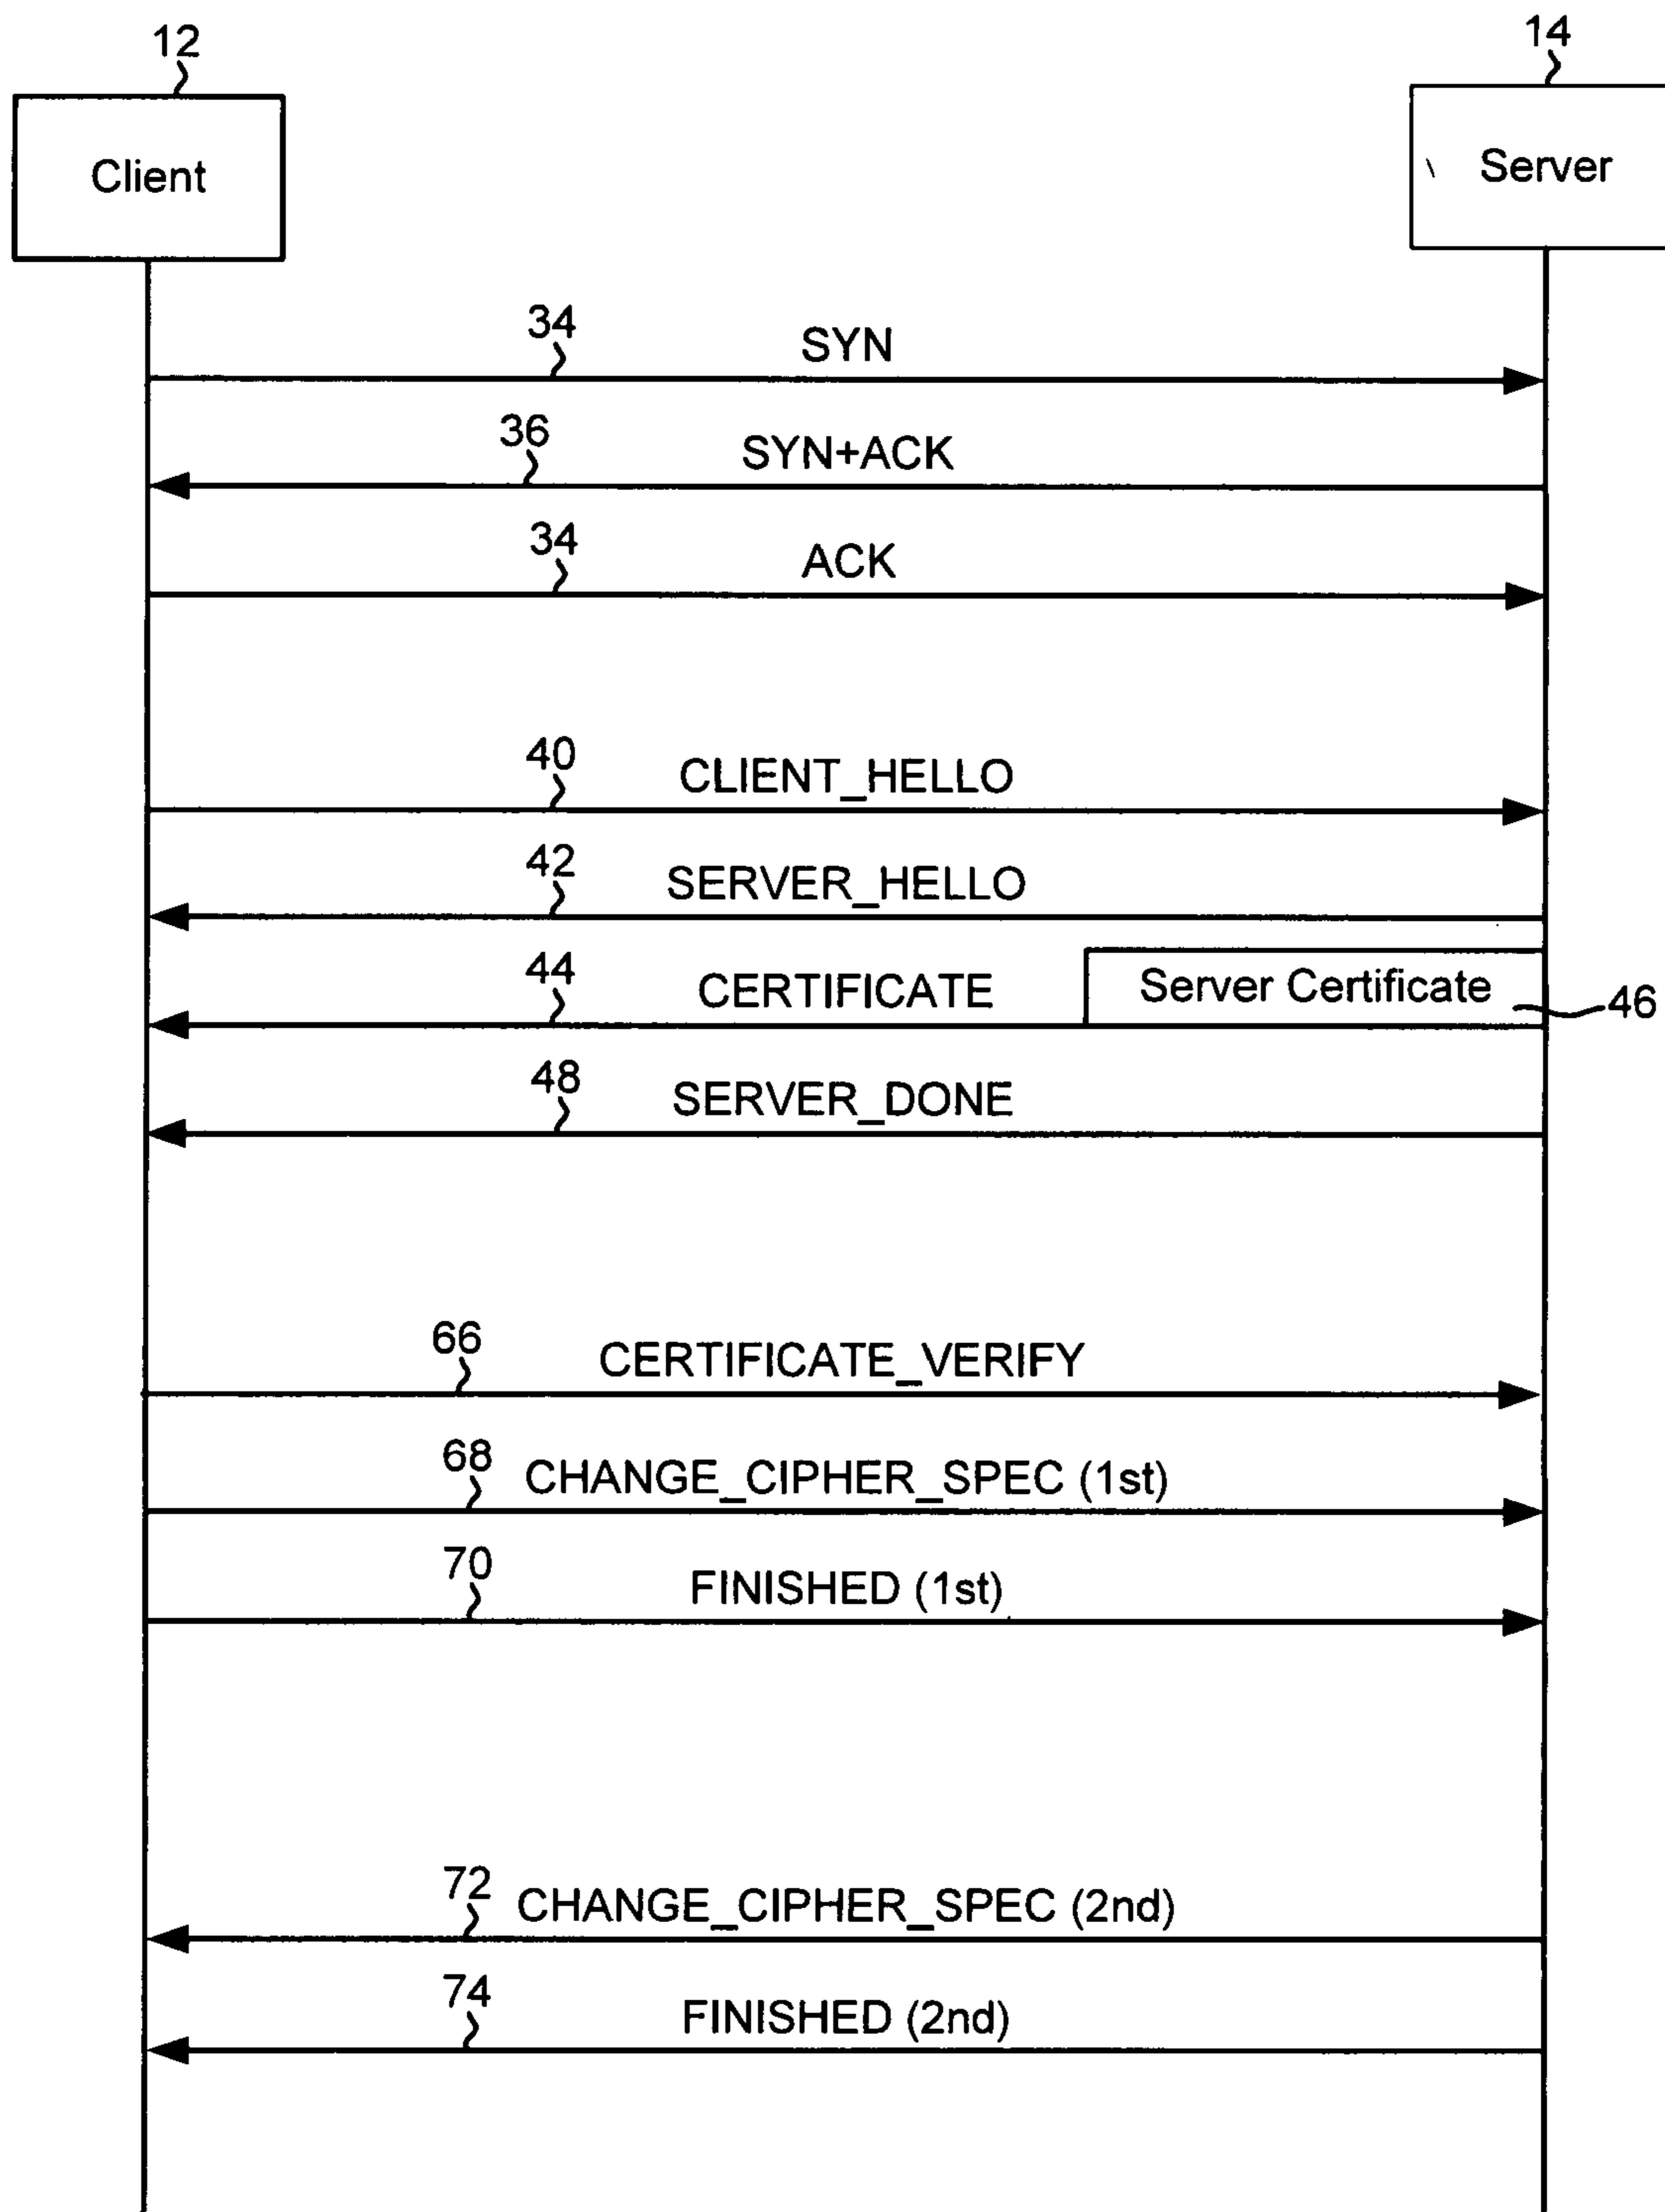 12
14
Client
Server
34
SYN
36
SYN+ACK
34
ACK
40
CLIENT_HELLO
42
SERVER_HELLO
44
CERTIFICATE
Server Certificate
46
48
SERVER_DONE
66
CERTIFICATE_VERIFY
68
CHANGE_CIPHER_SPEC (1st)
70
FINISHED (1st)
72
CHANGE_CIPHER_SPEC (2nd)
74
FINISHED (2nd)